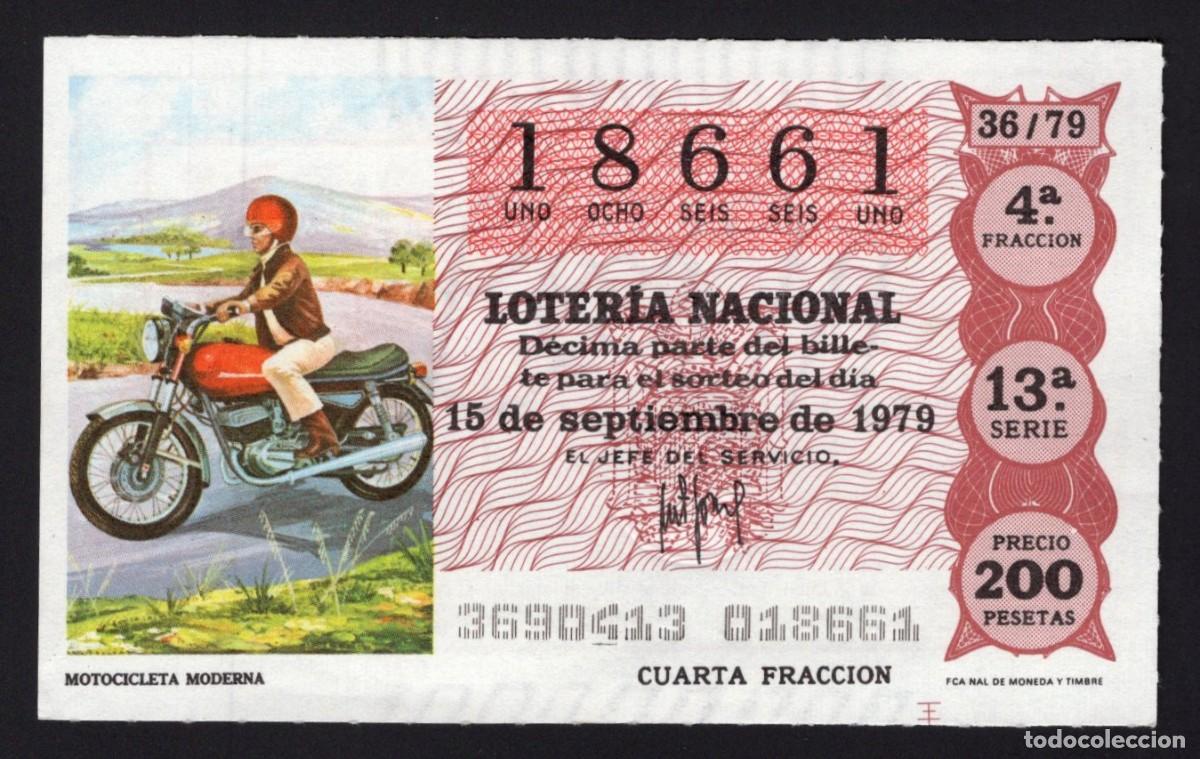 36/79
1 8 6 6 1
UNO OCHO SEIS SEIS UNO
4ª.
FRACCION
LOTERÍA NACIONAL
Décima parte del bille-
te para el sorteo del día
15 de septiembre de 1979
EL JEFE DEL SERVICIO,
13ª
SERIE
PRECIO
200
PESETAS
3690413 018661
MOTOCICLETA MODERNA
CUARTA FRACCION
FCA NAL DE MONEDA Y TIMBRE
todocoleccion